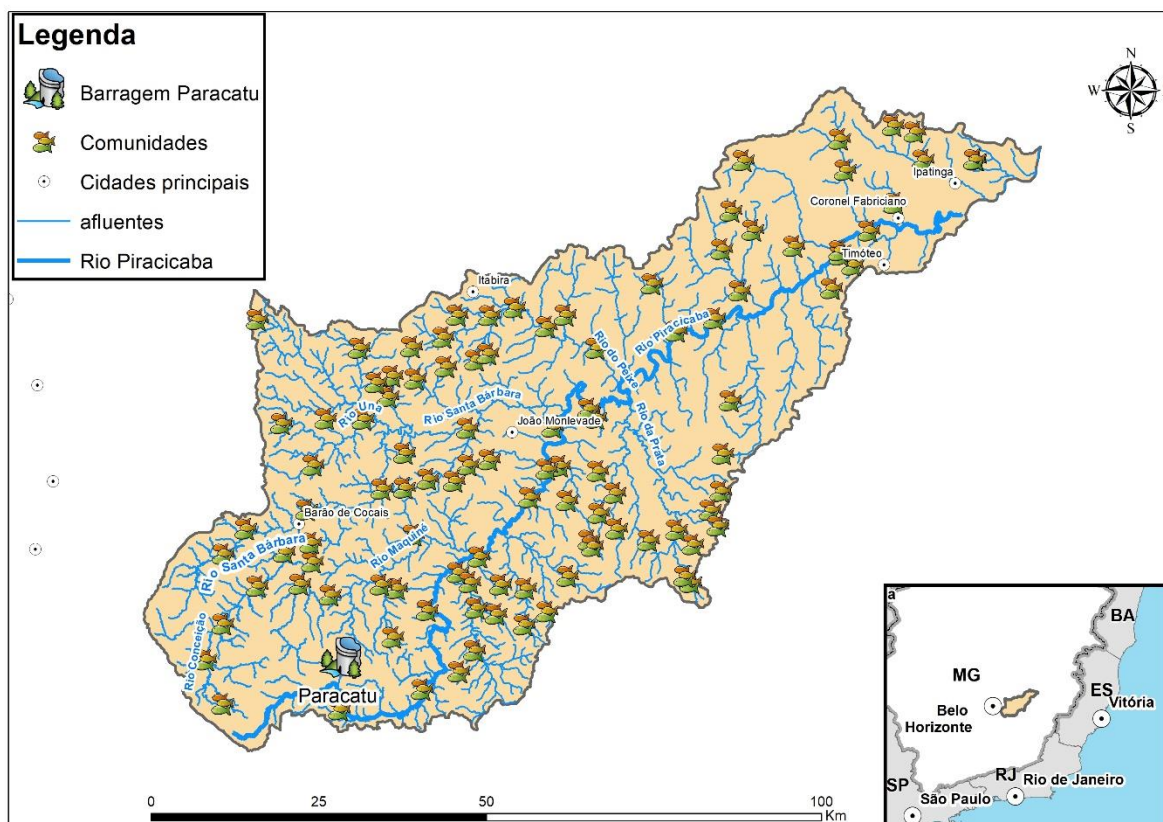 Legenda
Barragem Paracatu
Comunidades
Cidades principais
afluentes
Rio Piracicaba
N
W
E
S
Ipatinga
Coronel Fabriciano
Timóteo
Itabira
Rio Piracicaba
Rio do Peixe
Rio Santa Bárbara
Rio Una
João Monlevade
Rio da Prata
Barão de Cocais
Rio Santa Bárbara
Rio Maquiné
Rio Conceição
Paracatu
0
25
50
100
Km
a
BA
MG
ES
Vitória
Belo
Horizonte
RJ
Rio de Janeiro
SP
São Paulo